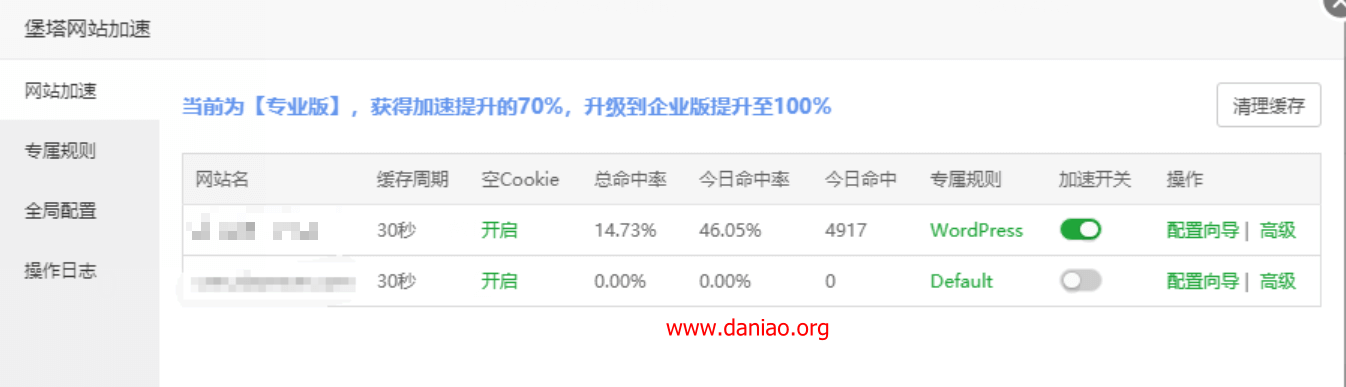 堡塔网站加速
网站加速
专属规则
全局配置
操作日志
当前为【专业版】，获得加速提升的70%，升级到企业版提升至100%
清理缓存
网站名 缓存周期 空Cookie 总命中率 今日命中率 今日命中 专属规则 加速开关 操作
30秒 开启 14.73% 46.05% 4917 WordPress 配置向导 | 高级
30秒 开启 0.00% 0.00% 0 Default 配置向导 | 高级
www.daniao.org